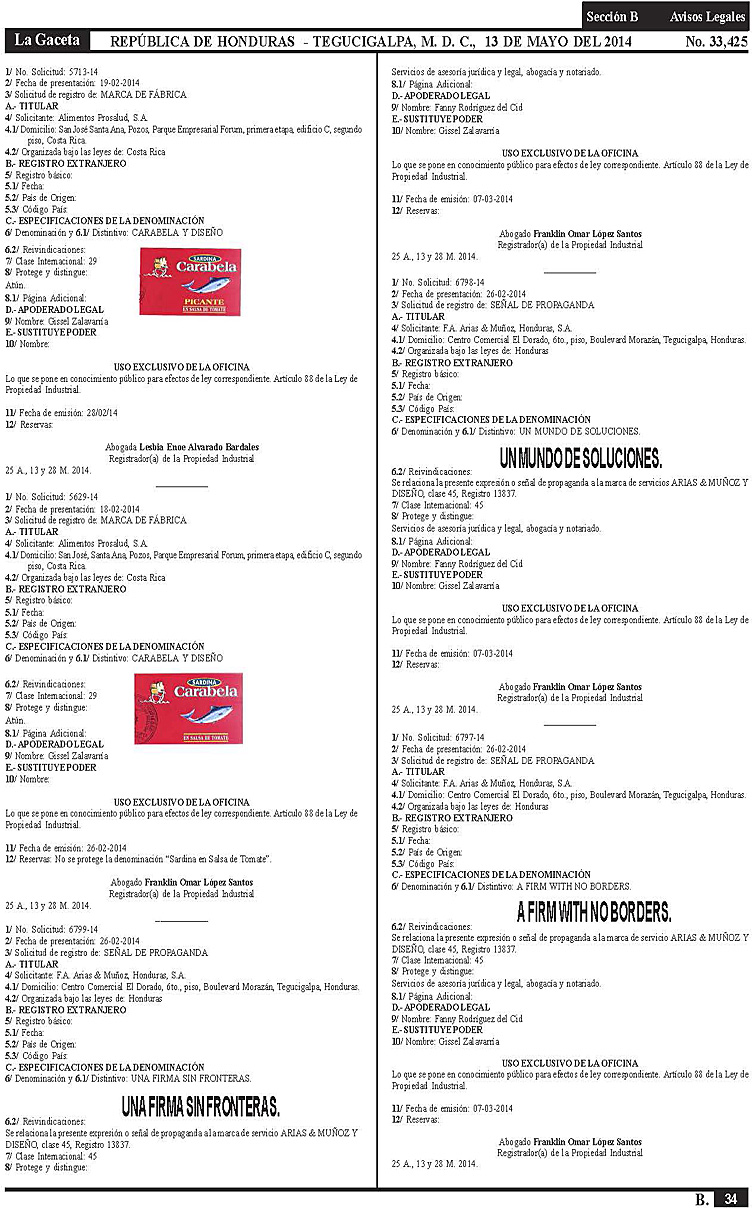 Sección B Avisos Legales
La Gaceta REPÚBLICA DE HONDURAS - TEGUCIGALPA, M. D. C., 13 DE MAYO DEL 2014 No. 33,425
1/ No. Solicitud: 5713-14
2/ Fecha de presentación: 19-02-2014
3/ Solicitud de registro de: MARCA DE FÁBRICA
A.- TITULAR
4/ Solicitante: Alimentos Prosalud, S.A.
4.1/ Domicilio: San José Santa Ana, Pozos, Parque Empresarial Forum, primera etapa, edificio C, segundo
piso, Costa Rica.
4.2/ Organizada bajo las leyes de: Costa Rica
B.- REGISTRO EXTRANJERO
5/ Registro básico:
5.1/ Fecha:
5.2/ País de Origen:
5.3/ Código País:
C.- ESPECIFICACIONES DE LA DENOMINACIÓN
6/ Denominación y 6.1/ Distintivo: CARABELA Y DISEÑO
6.2/ Reivindicaciones:
7/ Clase Internacional: 29
8/ Protege y distingue:
Atún.
8.1/ Página Adicional:
D.- APODERADO LEGAL
9/ Nombre: Gissel Zalavarría
E.- SUSTITUYE PODER
10/ Nombre:
SARDINA
Carabela
PICANTE
EN SALSA DE TOMATE
USO EXCLUSIVO DE LA OFICINA
Lo que se pone en conocimiento público para efectos de ley correspondiente. Artículo 88 de la Ley de
Propiedad Industrial.
11/ Fecha de emisión: 28/02/14
12/ Reservas:
Abogada Lesbia Enoe Alvarado Bardales
Registrador(a) de la Propiedad Industrial
25 A., 13 y 28 M. 2014.
1/ No. Solicitud: 5629-14
2/ Fecha de presentación: 18-02-2014
3/ Solicitud de registro de: MARCA DE FÁBRICA
A.- TITULAR
4/ Solicitante: Alimentos Prosalud, S.A.
4.1/ Domicilio: San José, Santa Ana, Pozos, Parque Empresarial Forum, primera etapa, edificio C, segundo
piso, Costa Rica.
4.2/ Organizada bajo las leyes de: Costa Rica
B.- REGISTRO EXTRANJERO
5/ Registro básico:
5.1/ Fecha:
5.2/ País de Origen:
5.3/ Código País:
C.- ESPECIFICACIONES DE LA DENOMINACIÓN
6/ Denominación y 6.1/ Distintivo: CARABELA Y DISEÑO
6.2/ Reivindicaciones:
7/ Clase Internacional: 29
8/ Protege y distingue:
Atún.
8.1/ Página Adicional:
D.- APODERADO LEGAL
9/ Nombre: Gissel Zalavarría
E.- SUSTITUYE PODER
10/ Nombre:
SARDINA
Carabela
EN SALSA DE TOMATE
USO EXCLUSIVO DE LA OFICINA
Lo que se pone en conocimiento público para efectos de ley correspondiente. Artículo 88 de la Ley de
Propiedad Industrial.
11/ Fecha de emisión: 26-02-2014
12/ Reservas: No se protege la denominación “Sardina en Salsa de Tomate”.
Abogado Franklin Omar López Santos
Registrador(a) de la Propiedad Industrial
25 A., 13 y 28 M. 2014.
1/ No. Solicitud: 6799-14
2/ Fecha de presentación: 26-02-2014
3/ Solicitud de registro de: SEÑAL DE PROPAGANDA
A.- TITULAR
4/ Solicitante: F.A. Arias & Muñoz, Honduras, S.A.
4.1/ Domicilio: Centro Comercial El Dorado, 6to., piso, Boulevard Morazán, Tegucigalpa, Honduras.
4.2/ Organizada bajo las leyes de: Honduras
B.- REGISTRO EXTRANJERO
5/ Registro básico:
5.1/ Fecha:
5.2/ País de Origen:
5.3/ Código País:
C.- ESPECIFICACIONES DE LA DENOMINACIÓN
6/ Denominación y 6.1/ Distintivo: UNA FIRMA SIN FRONTERAS.
UNA FIRMA SIN FRONTERAS.
6.2/ Reivindicaciones:
Se relaciona la presente expresión o señal de propaganda a la marca de servicio ARIAS & MUÑOZ Y
DISEÑO, clase 45, Registro 13837.
7/ Clase Internacional: 45
8/ Protege y distingue:
Servicios de asesoría jurídica y legal, abogacía y notariado.
8.1/ Página Adicional:
D.- APODERADO LEGAL
9/ Nombre: Fanny Rodríguez del Cid
E.- SUSTITUYE PODER
10/ Nombre: Gissel Zalavarría
USO EXCLUSIVO DE LA OFICINA
Lo que se pone en conocimiento público para efectos de ley correspondiente. Artículo 88 de la Ley de
Propiedad Industrial.
11/ Fecha de emisión: 07-03-2014
12/ Reservas:
Abogado Franklin Omar López Santos
Registrador(a) de la Propiedad Industrial
25 A., 13 y 28 M. 2014.
1/ No. Solicitud: 6798-14
2/ Fecha de presentación: 26-02-2014
3/ Solicitud de registro de: SEÑAL DE PROPAGANDA
A.- TITULAR
4/ Solicitante: F.A. Arias & Muñoz, Honduras, S.A.
4.1/ Domicilio: Centro Comercial El Dorado, 6to., piso, Boulevard Morazán, Tegucigalpa, Honduras.
4.2/ Organizada bajo las leyes de: Honduras
B.- REGISTRO EXTRANJERO
5/ Registro básico:
5.1/ Fecha:
5.2/ País de Origen:
5.3/ Código País:
C.- ESPECIFICACIONES DE LA DENOMINACIÓN
6/ Denominación y 6.1/ Distintivo: UN MUNDO DE SOLUCIONES.
UN MUNDO DE SOLUCIONES.
6.2/ Reivindicaciones:
Se relaciona la presente expresión o señal de propaganda a la marca de servicios ARIAS & MUÑOZ Y
DISEÑO, clase 45, Registro 13837.
7/ Clase Internacional: 45
8/ Protege y distingue:
Servicios de asesoría jurídica y legal, abogacía y notariado.
8.1/ Página Adicional:
D.- APODERADO LEGAL
9/ Nombre: Fanny Rodríguez del Cid
E.- SUSTITUYE PODER
10/ Nombre: Gissel Zalavarría
USO EXCLUSIVO DE LA OFICINA
Lo que se pone en conocimiento público para efectos de ley correspondiente. Artículo 88 de la Ley de
Propiedad Industrial.
11/ Fecha de emisión: 07-03-2014
12/ Reservas:
Abogado Franklin Omar López Santos
Registrador(a) de la Propiedad Industrial
25 A., 13 y 28 M. 2014.
1/ No. Solicitud: 6797-14
2/ Fecha de presentación: 26-02-2014
3/ Solicitud de registro de: SEÑAL DE PROPAGANDA
A.- TITULAR
4/ Solicitante: F.A. Arias & Muñoz, Honduras, S.A.
4.1/ Domicilio: Centro Comercial El Dorado, 6to., piso, Boulevard Morazán, Tegucigalpa, Honduras.
4.2/ Organizada bajo las leyes de: Honduras
B.- REGISTRO EXTRANJERO
5/ Registro básico:
5.1/ Fecha:
5.2/ País de Origen:
5.3/ Código País:
C.- ESPECIFICACIONES DE LA DENOMINACIÓN
6/ Denominación y 6.1/ Distintivo: A FIRM WITH NO BORDERS.
A FIRM WITH NO BORDERS.
6.2/ Reivindicaciones:
Se relaciona la presente expresión o señal de propaganda a la marca de servicio ARIAS & MUÑOZ Y
DISEÑO, clase 45, Registro 13837.
7/ Clase Internacional: 45
8/ Protege y distingue:
Servicios de asesoría jurídica y legal, abogacía y notariado.
8.1/ Página Adicional:
D.- APODERADO LEGAL
9/ Nombre: Fanny Rodríguez del Cid
E.- SUSTITUYE PODER
10/ Nombre: Gissel Zalavarría
USO EXCLUSIVO DE LA OFICINA
Lo que se pone en conocimiento público para efectos de ley correspondiente. Artículo 88 de la Ley de
Propiedad Industrial.
11/ Fecha de emisión: 07-03-2014
12/ Reservas:
Abogado Franklin Omar López Santos
Registrador(a) de la Propiedad Industrial
25 A., 13 y 28 M. 2014.
B. 34